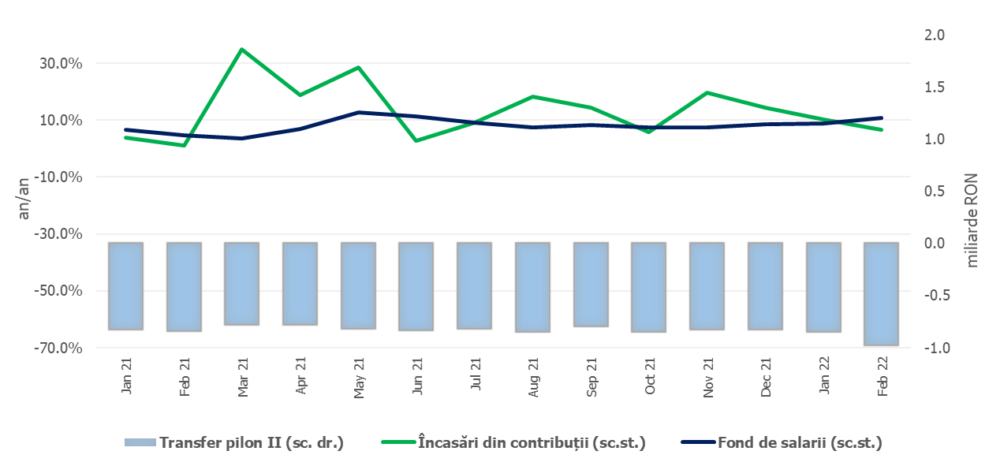 2.0
30.0%
1.5
10.0%
1.0
-10.0%
0.5
an/an
miliarde RON
-30.0%
0.0
-50.0%
-0.5
-70.0%
-1.0
Jan 21
Feb 21
Mar 21
Apr 21
May 21
Jun 21
Jul 21
Aug 21
Sep 21
Oct 21
Nov 21
Dec 21
Jan 22
Feb 22
Transfer pilon II (sc. dr.)
Încasări din contribuții (sc.st.)
Fond de salarii (sc.st.)